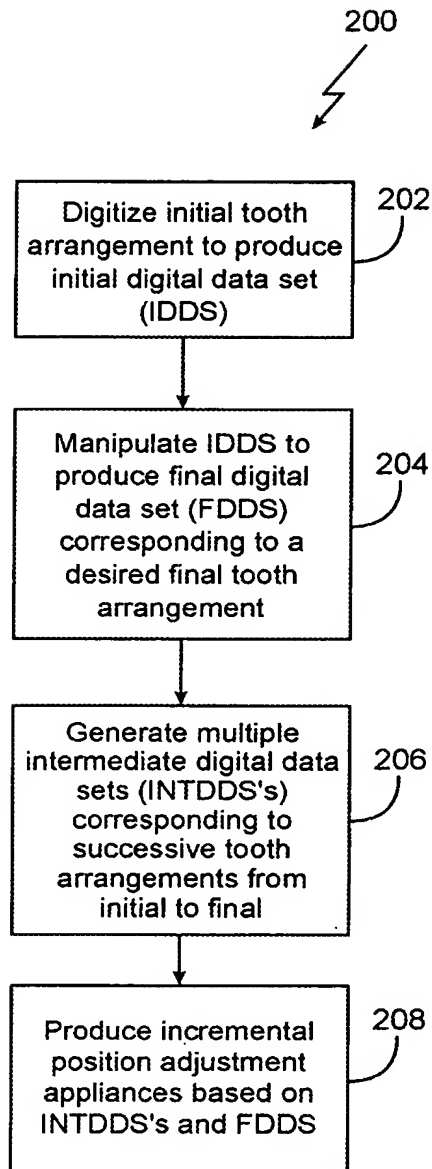 200
202
Digitize initial tooth
arrangement to produce
initial digital data set
(IDDS)
204
Manipulate IDDS to
produce final digital
data set (FDDS)
corresponding to a
desired final tooth
arrangement
206
Generate multiple
intermediate digital data
sets (INTDDS's)
corresponding to
successive tooth
arrangements from
initial to final
208
Produce incremental
position adjustment
appliances based on
INTDDS's and FDDS